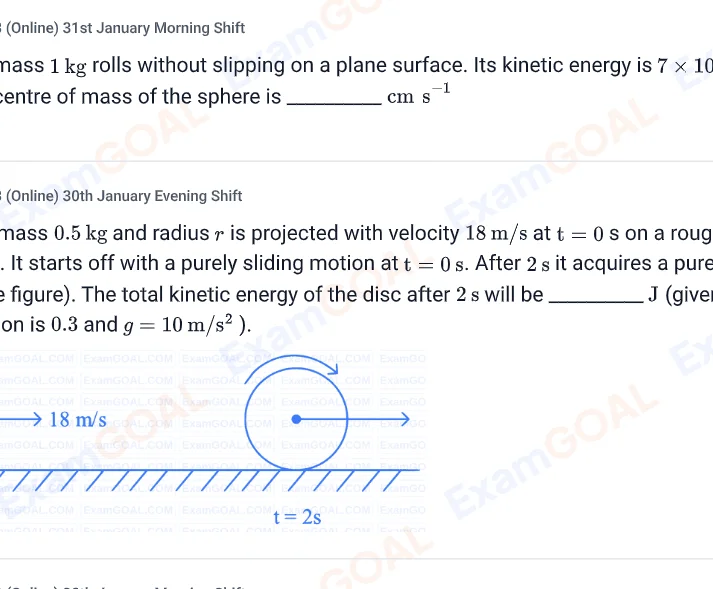 (Online) 31st January Morning Shift
mass 1 kg rolls without slipping on a plane surface. Its kinetic energy is 7 × 10
centre of mass of the sphere is ________ cm s⁻¹
(Online) 30th January Evening Shift
mass 0.5 kg and radius r is projected with velocity 18 m/s at t = 0 s on a roug
. It starts off with a purely sliding motion at t = 0 s. After 2 s it acquires a pure
e figure). The total kinetic energy of the disc after 2 s will be ________ J (give
on is 0.3 and g = 10 m/s² ).
18 m/s
t = 2s
ExamGOAL